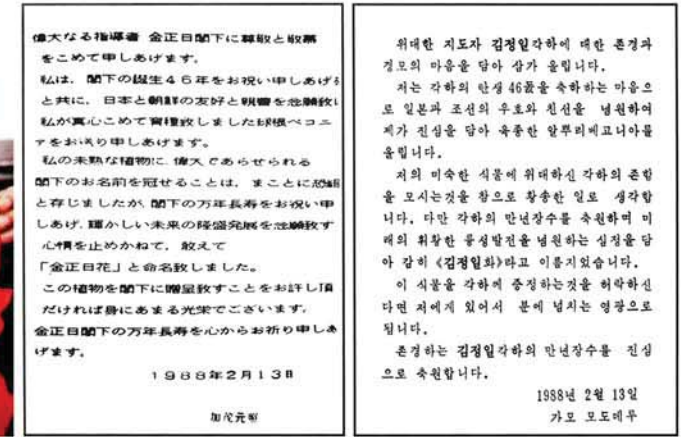 偉大なる指導者 金正日閣下に尊敬と敬慕
をこめて申しあげます。
私は、閣下の誕生46年をお祝い申しあげる
と共に、日本と朝鮮の友好と親善を念願致し
私が真心こめて育種致しました球根ベコニ
アをお送り申しあげます。
私の未熟な植物に、偉大であらせられる
閣下のお名前を冠せることは、まことに恐縮
と存じましたが、閣下の万年長寿をお祝い申
しあげ、輝かしい未来の隆盛発展を念願致す
心情を止めかねて、敢えて
「金正日花」と命名致しました。
この植物を閣下に贈呈致すことをお許し頂
だければ身にあまる光栄でございます。
金正日閣下の万年長寿を心からお祈り申しあ
げます。
1988年2月13日
加茂元照
위대한 지도자 김정일각하에 대한 존경과
경모의 마음을 담아 삼가 올립니다.
저는 각하의 탄생 46돐을 축하하는 마음으
로 일본과 조선의 우호와 친선을 념원하여
제가 진심을 담아 육종한 알뿌리베고니아를
올립니다.
저의 미숙한 식물에 위대하신 각하의 존함
을 모시는것을 참으로 황송한 일로 생각합
니다. 다만 각하의 만년장수를 축원하며 미
래의 휘황한 륭성발전을 념원하는 심정을 담
아 감히 《김정일화》라고 이름지었습니다.
이 식물을 각하께 증정하는것을 허락하신
다면 저에게 있어서 분에 넘치는 영광으로
됩니다.
존경하는 김정일각하의 만년장수를 진심
으로 축원합니다.
1988년 2월 13일
가모 모도데루